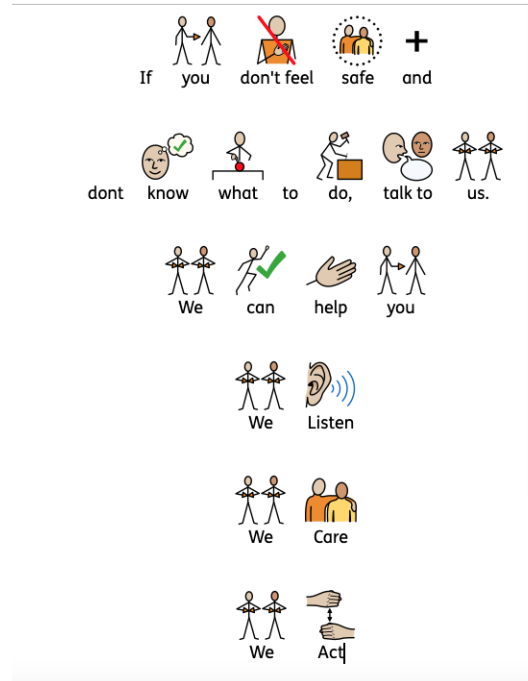 If you don't feel safe and
dont know what to do, talk to us.
We can help you
We Listen
We Care
We Act